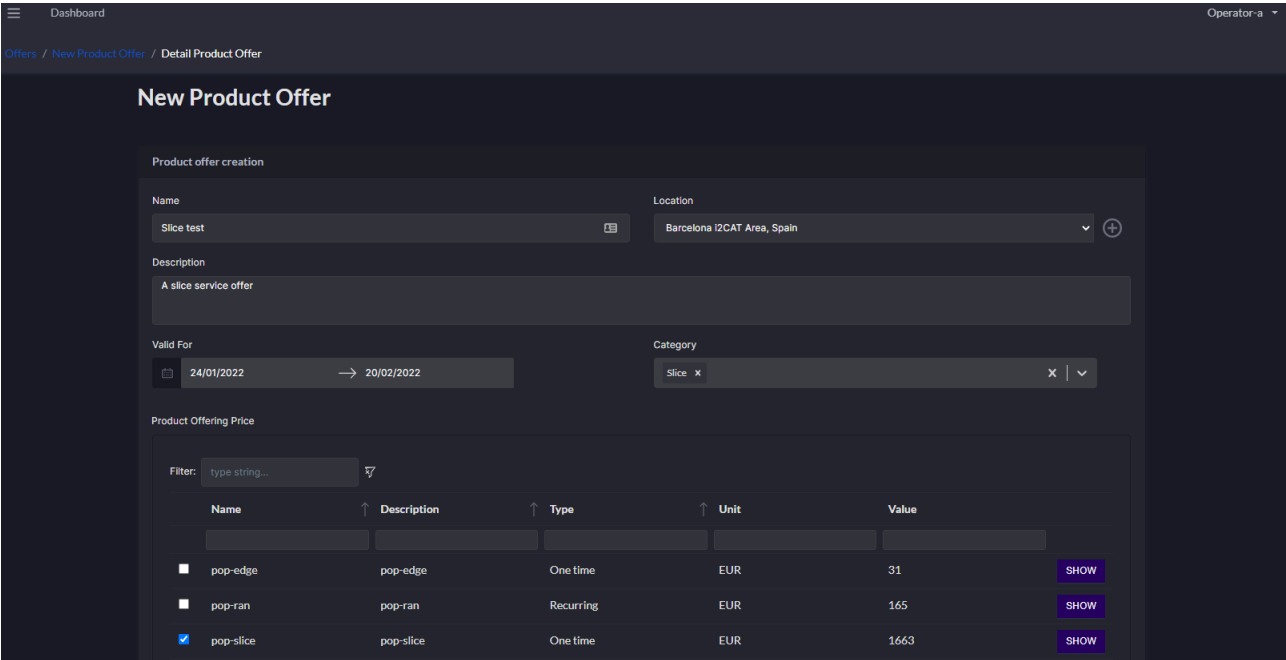 Dashboard Operator-a
Offers / New Product Offer / Detail Product Offer
New Product Offer
Product offer creation
Name Location
Slice test Barcelona i2CAT Area, Spain
Description
A slice service offer
Valid For Category
24/01/2022 → 20/02/2022 Slice x
Product Offering Price
Filter: type string...
Name Description Type Unit Value
pop-edge pop-edge One time EUR 31 SHOW
pop-ran pop-ran Recurring EUR 165 SHOW
pop-slice pop-slice One time EUR 1663 SHOW